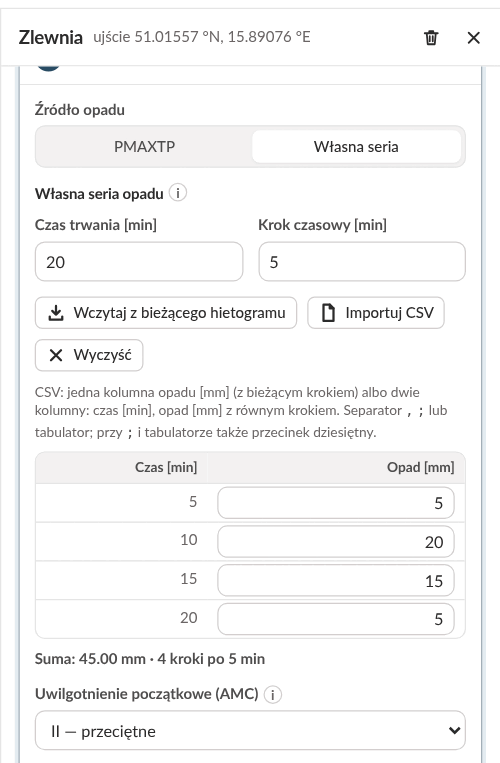 Zlewnia ujście 51.01557 °N, 15.89076 °E
Źródło opadu
PMAXTP Własna seria
Własna seria opadu i
Czas trwania [min] Krok czasowy [min]
20 5
Wczytaj z bieżącego hietogramu Importuj CSV
Wyczyść
CSV: jedna kolumna opadu [mm] (z bieżącym krokiem) albo dwie
kolumny: czas [min], opad [mm] z równym krokiem. Separator , ; lub
tabulator; przy ; i tabulatorze także przecinek dziesiętny.
Czas [min] Opad [mm]
5 5
10 20
15 15
20 5
Suma: 45.00 mm · 4 kroki po 5 min
Uwilgotnienie początkowe (AMC) i
II — przeciętne